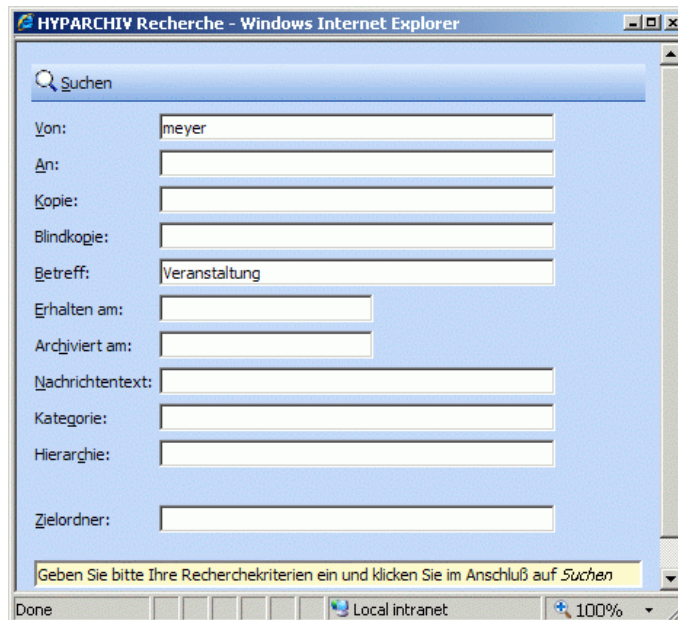 HYPARCHIV Recherche - Windows Internet Explorer
Suchen
Von: meyer
An:
Kopie:
Blindkopie:
Betreff: Veranstaltung
Erhalten am:
Archiviert am:
Nachrichtentext:
Kategorie:
Hierarchie:
Zielordner:
Geben Sie bitte Ihre Recherchekriterien ein und klicken Sie im Anschluß auf Suchen
Done Local intranet 100%